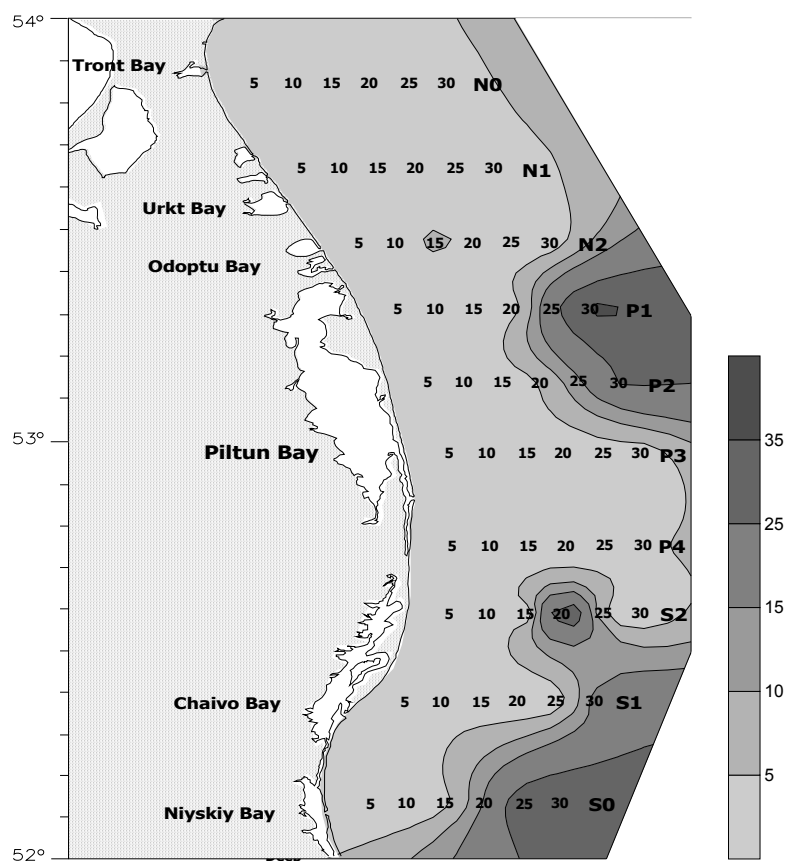 54°
Tront Bay
5 10 15 20 25 30 N0
5 10 15 20 25 30 N1
Urkt Bay
5 10 15 20 25 30 N2
Odoptu Bay
5 10 15 20 25 30 P1
5 10 15 20 25 30 P2
53°
35
Piltun Bay
5 10 15 20 25 30 P3
25
5 10 15 20 25 30 P4
15
5 10 15 20 25 30 S2
10
Chaivo Bay
5 10 15 20 25 30 S1
5
5 10 15 20 25 30 S0
Niyskiy Bay
52°